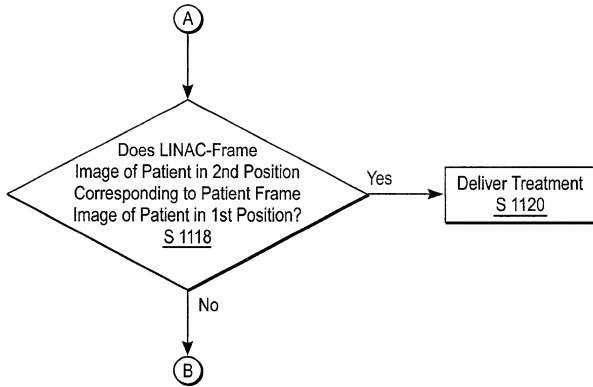 A
Does LINAC-Frame
Image of Patient in 2nd Position
Corresponding to Patient Frame
Image of Patient in 1st Position?
S 1118
Yes
Deliver Treatment
S 1120
No
B